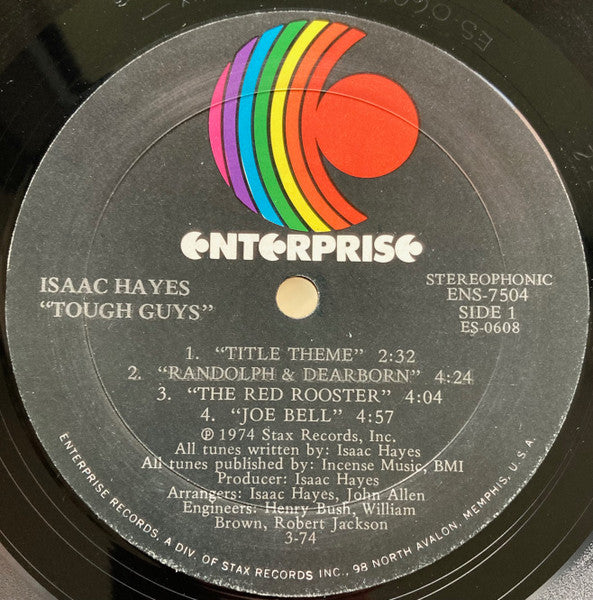 ENTERPRISE
ISAAC HAYES
“TOUGH GUYS”
STEREOPHONIC
ENS-7504
SIDE 1
ES-0608
1. “TITLE THEME” 2:32
2. “RANDOLPH & DEARBORN” 4:24
3. “THE RED ROOSTER” 4:04
4. “JOE BELL” 4:57
℗ 1974 Stax Records, Inc.
All tunes written by: Isaac Hayes
All tunes published by: Incense Music, BMI
Producer: Isaac Hayes
Arrangers: Isaac Hayes, John Allen
Engineers: Henry Bush, William
Brown, Robert Jackson
3-74
ENTERPRISE RECORDS, A DIV. OF STAX RECORDS INC., 98 NORTH AVALON, MEMPHIS, U.S.A.